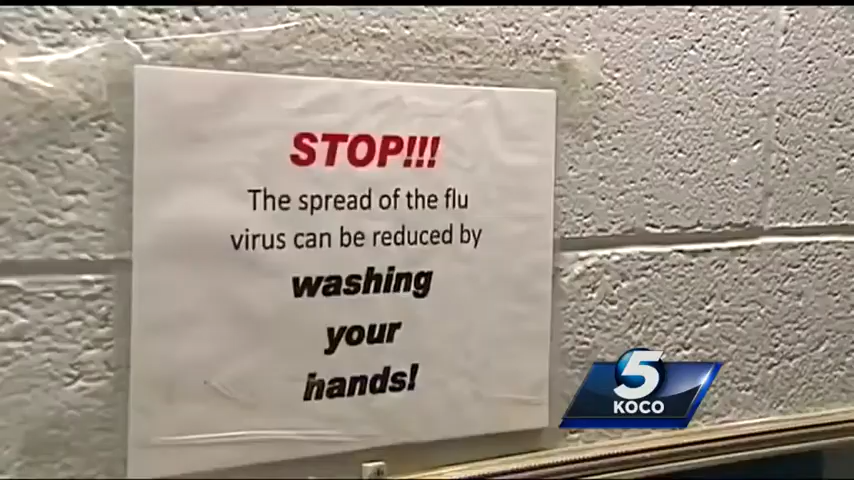 STOP!!!
The spread of the flu
virus can be reduced by
washing
your
hands!
5
KOCO